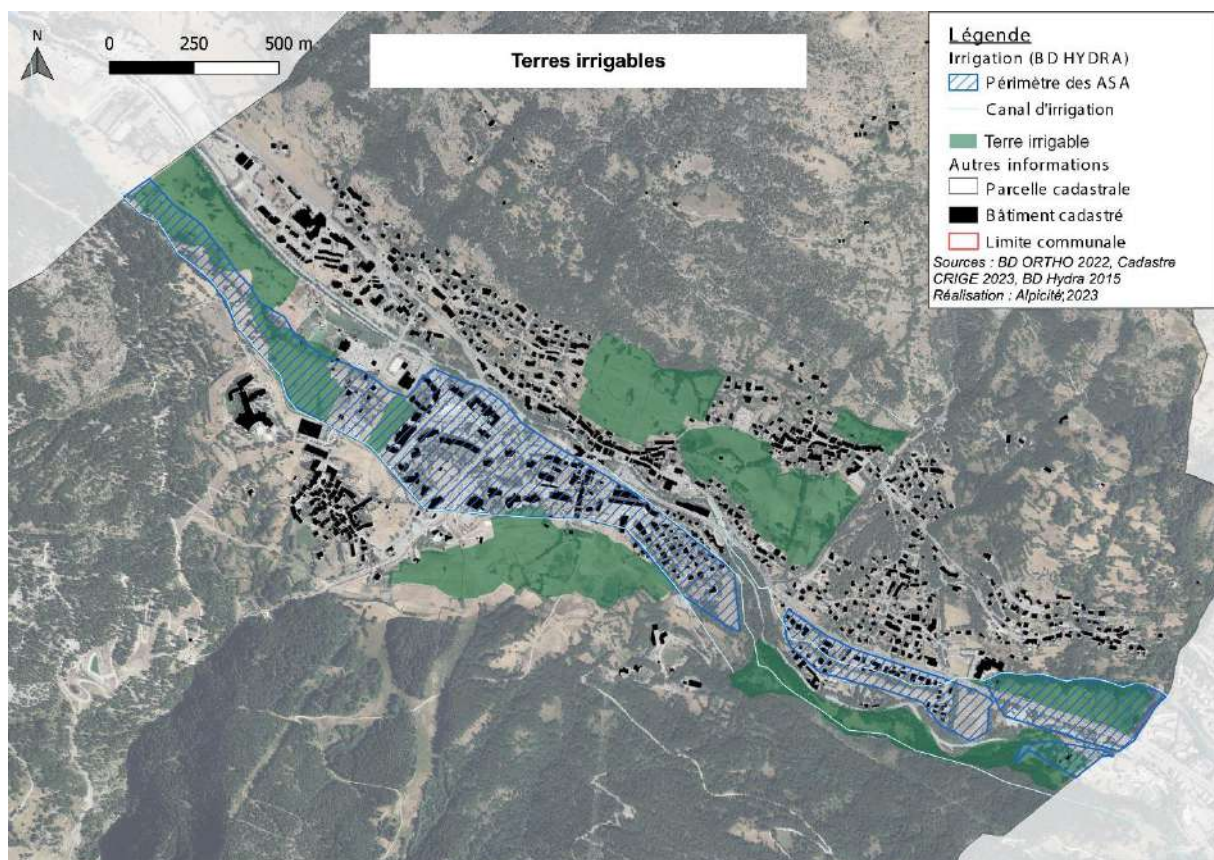 N
0 250 500 m
Terres irrigables
Légende
Irrigation (BD HYDRA)
Périmètre des ASA
Canal d'irrigation
Terre irrigable
Autres informations
Parcelle cadastrale
Bâtiment cadastré
Limite communale
Sources : BD ORTHO 2022, Cadastre
CRIGE 2023, BD Hydra 2015
Réalisation : Alpicité,2023